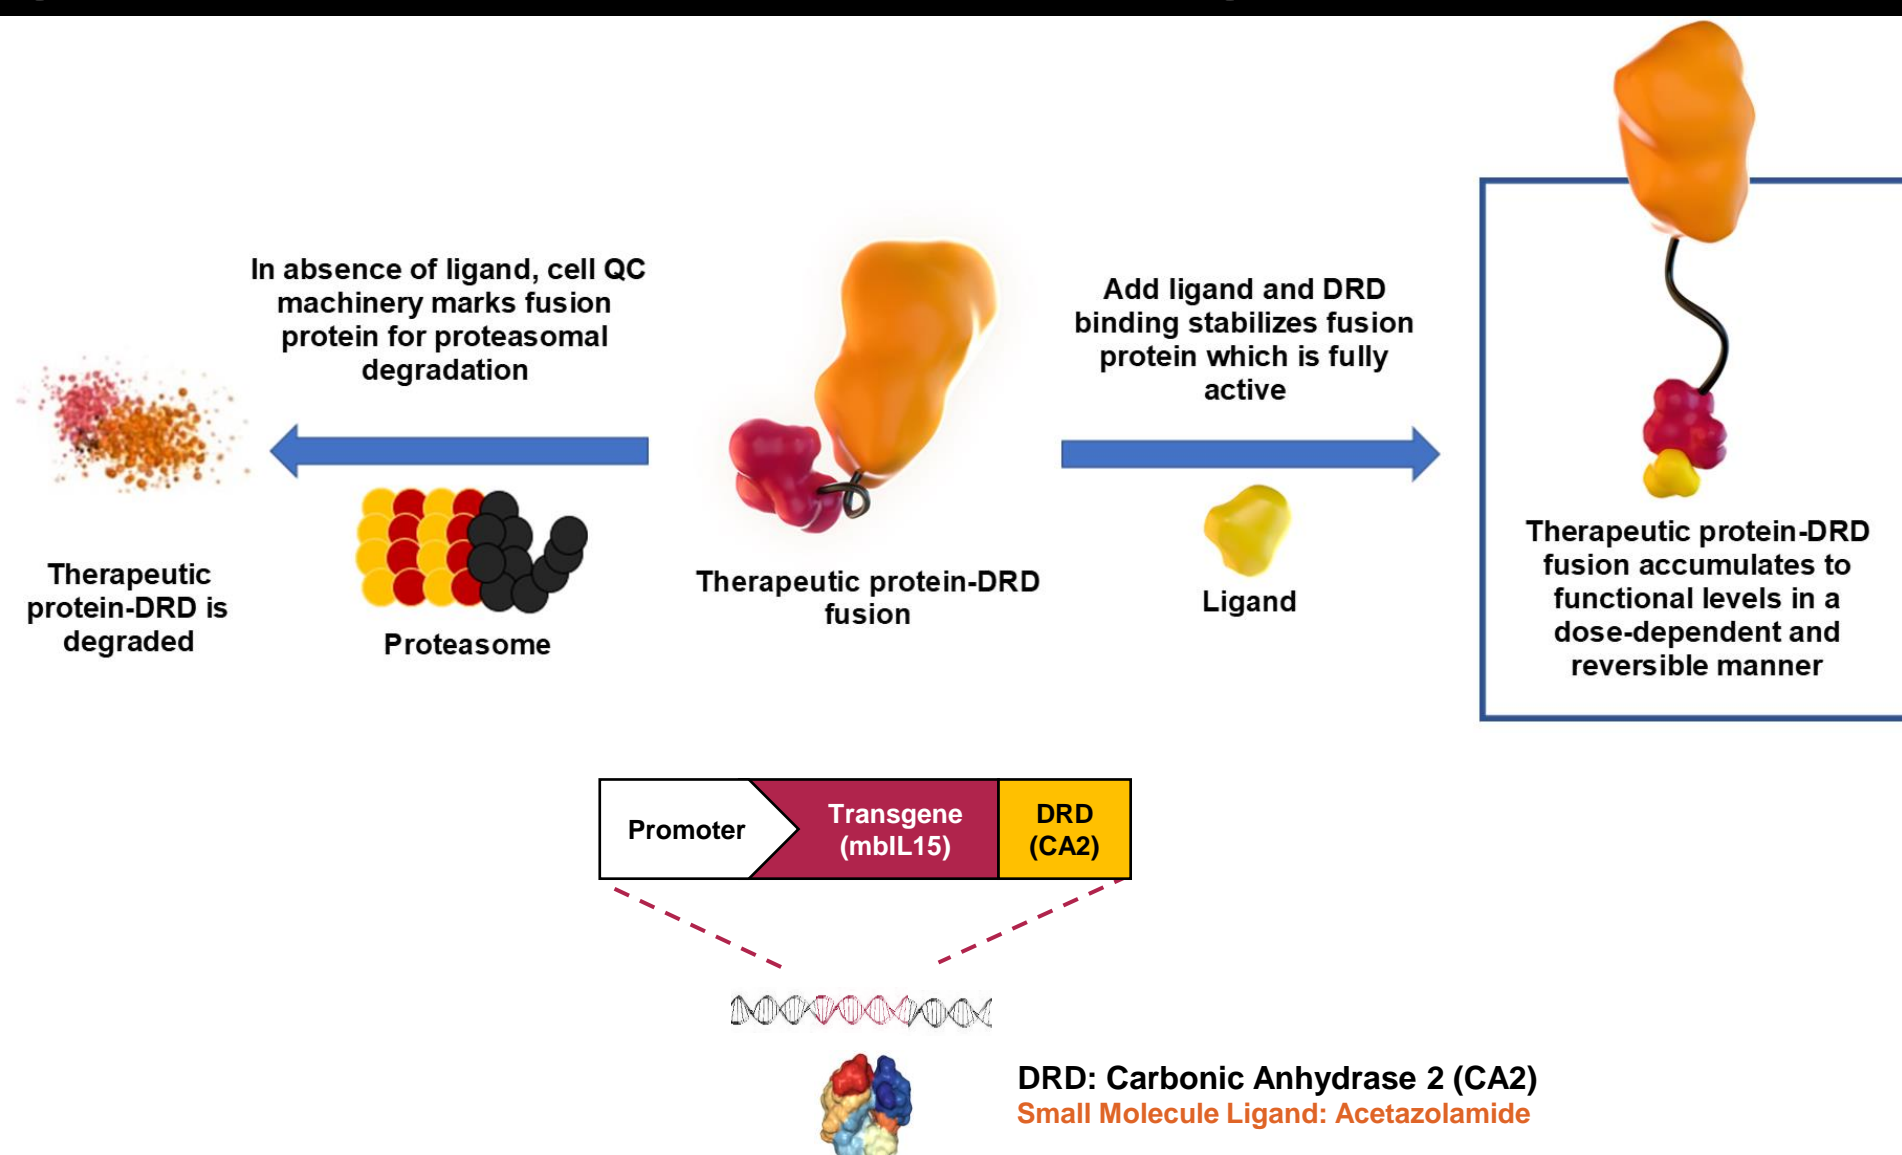 In absence of ligand, cell QC
machinery marks fusion
protein for proteasomal
degradation
Add ligand and DRD
binding stabilizes fusion
protein which is fully
active
Therapeutic
protein-DRD is
degraded
Proteasome
Therapeutic protein-DRD
fusion
Ligand
Therapeutic protein-DRD
fusion accumulates to
functional levels in a
dose-dependent and
reversible manner
Promoter
Transgene
(mbIL15)
DRD
(CA2)
DRD: Carbonic Anhydrase 2 (CA2)
Small Molecule Ligand: Acetazolamide